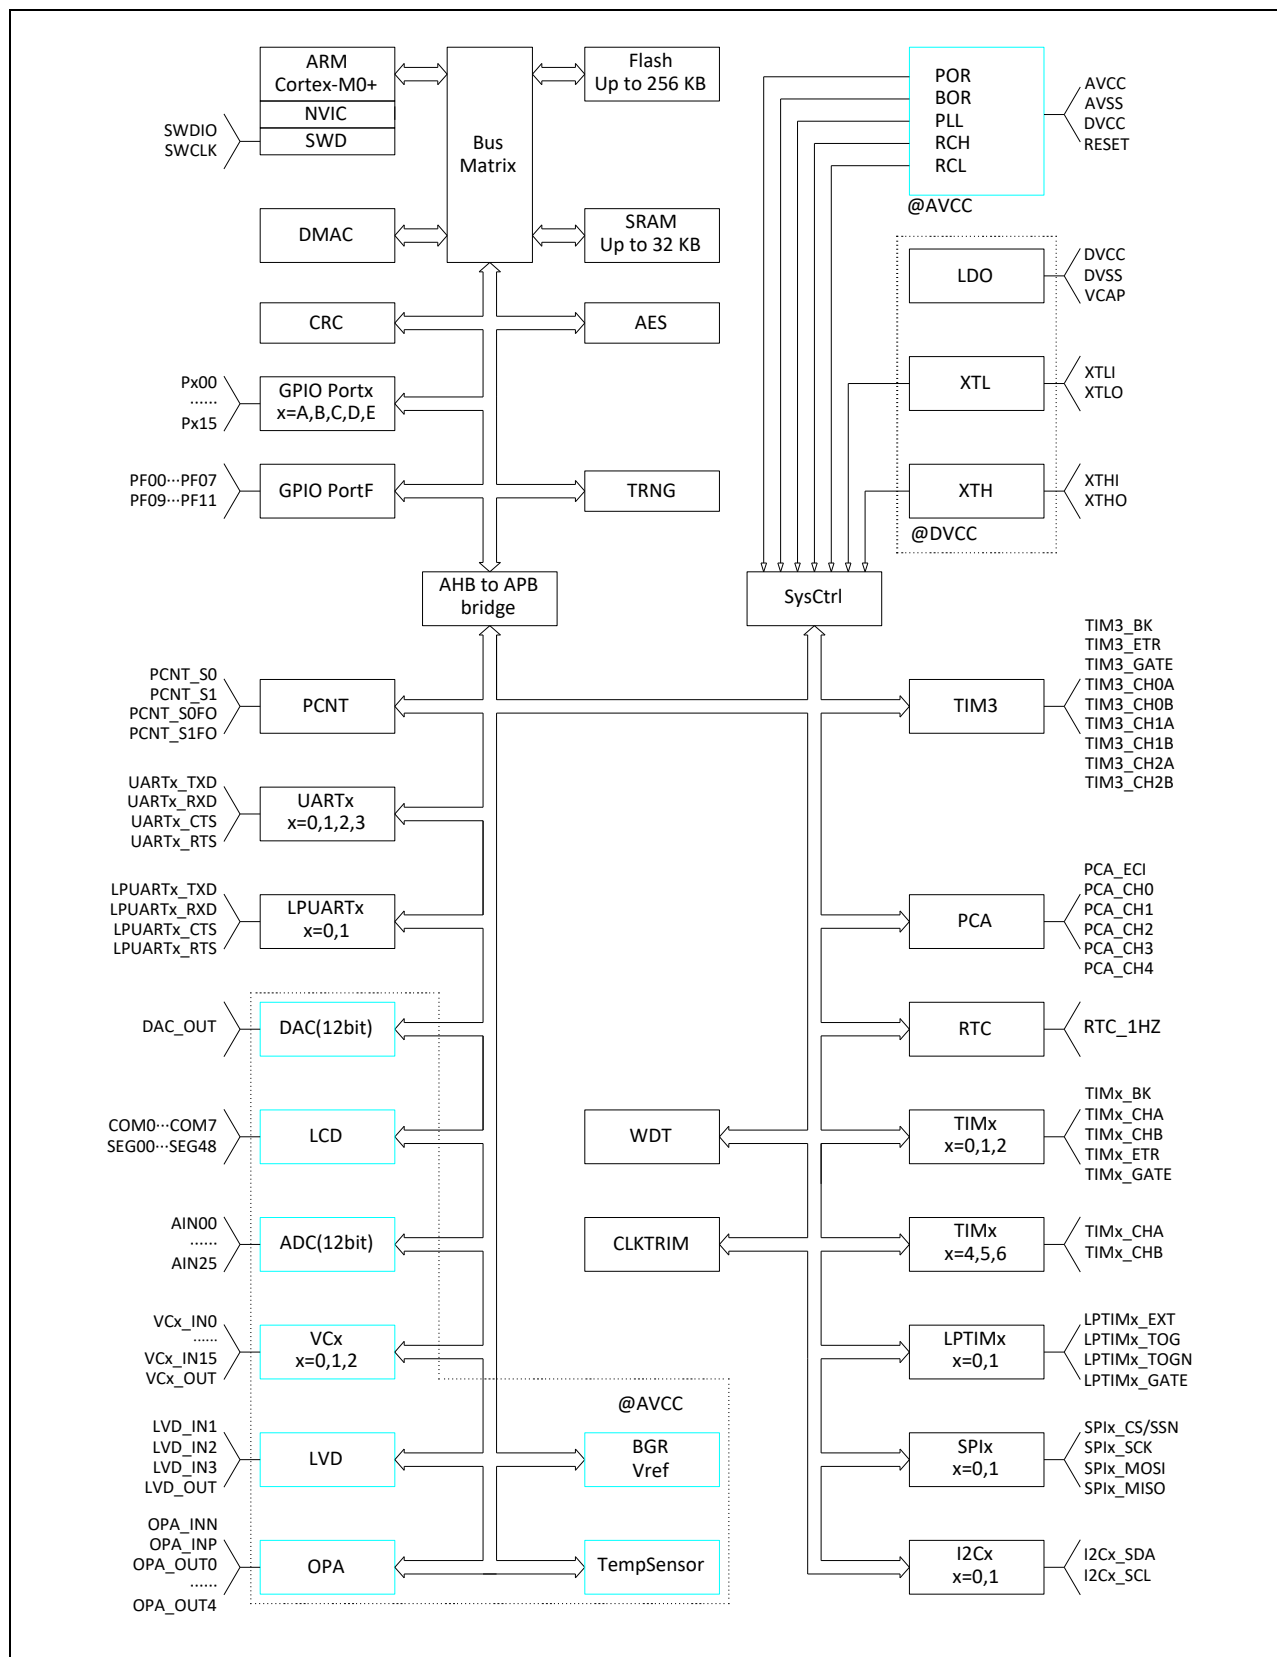 ARM
Cortex-M0+
NVIC
SWD
SWDIO
SWCLK
Bus
Matrix
Flash
Up to 256 KB
DMAC
SRAM
Up to 32 KB
CRC
AES
Px00
······
Px15
GPIO Portx
x=A,B,C,D,E
PF00···PF07
PF09···PF11
GPIO PortF
TRNG
AHB to APB
bridge
POR
BOR
PLL
RCH
RCL
@AVCC
AVCC
AVSS
DVCC
RESET
LDO
DVCC
DVSS
VCAP
XTL
XTLI
XTLO
XTH
XTHI
XTHO
@DVCC
SysCtrl
PCNT_S0
PCNT_S1
PCNT_S0FO
PCNT_S1FO
PCNT
TIM3
TIM3_BK
TIM3_ETR
TIM3_GATE
TIM3_CH0A
TIM3_CH0B
TIM3_CH1A
TIM3_CH1B
TIM3_CH2A
TIM3_CH2B
UARTx_TXD
UARTx_RXD
UARTx_CTS
UARTx_RTS
UARTx
x=0,1,2,3
LPUARTx_TXD
LPUARTx_RXD
LPUARTx_CTS
LPUARTx_RTS
LPUARTx
x=0,1
PCA
PCA_ECI
PCA_CH0
PCA_CH1
PCA_CH2
PCA_CH3
PCA_CH4
DAC_OUT
DAC(12bit)
RTC
RTC_1HZ
COM0···COM7
SEG00···SEG48
LCD
WDT
TIMx
x=0,1,2
TIMx_BK
TIMx_CHA
TIMx_CHB
TIMx_ETR
TIMx_GATE
AIN00
······
AIN25
ADC(12bit)
CLKTRIM
TIMx
x=4,5,6
TIMx_CHA
TIMx_CHB
VCx_IN0
······
VCx_IN15
VCx_OUT
VCx
x=0,1,2
LPTIMx
x=0,1
LPTIMx_EXT
LPTIMx_TOG
LPTIMx_TOGN
LPTIMx_GATE
@AVCC
LVD_IN1
LVD_IN2
LVD_IN3
LVD_OUT
LVD
BGR
Vref
SPIx
x=0,1
SPIx_CS/SSN
SPIx_SCK
SPIx_MOSI
SPIx_MISO
OPA_INN
OPA_INP
OPA_OUT0
······
OPA_OUT4
OPA
TempSensor
I2Cx
x=0,1
I2Cx_SDA
I2Cx_SCL